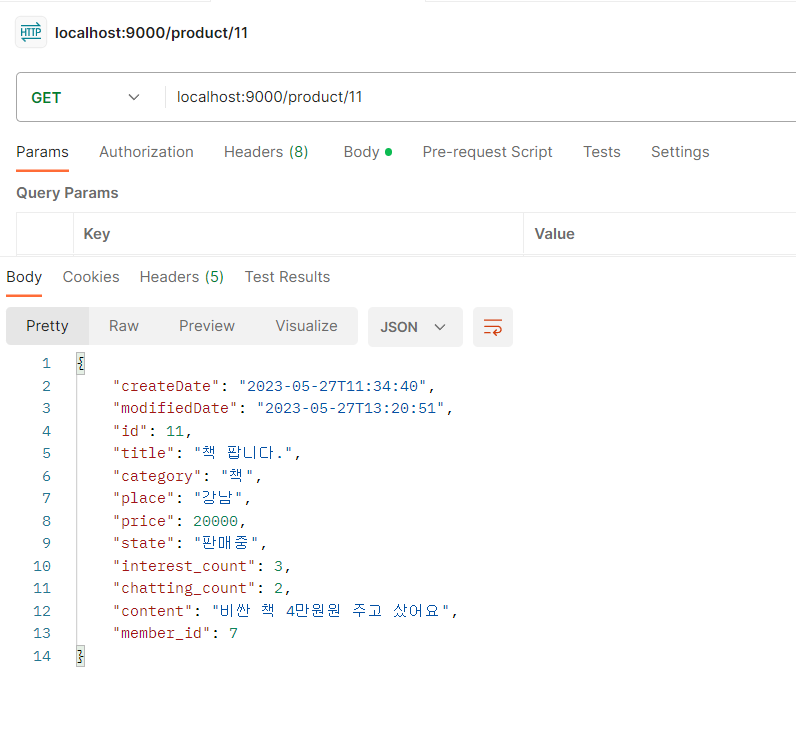 HTTP localhost:9000/product/11
GET localhost:9000/product/11
Params Authorization Headers (8) Body Pre-request Script Tests Settings
Query Params
Key Value
Body Cookies Headers (5) Test Results
Pretty Raw Preview Visualize JSON
1 {
2 "createDate": "2023-05-27T11:34:40",
3 "modifiedDate": "2023-05-27T13:20:51",
4 "id": 11,
5 "title": "책 팝니다.",
6 "category": "책",
7 "place": "강남",
8 "price": 20000,
9 "state": "판매중",
10 "interest_count": 3,
11 "chatting_count": 2,
12 "content": "비싼 책 4만원원 주고 샀어요",
13 "member_id": 7
14 }